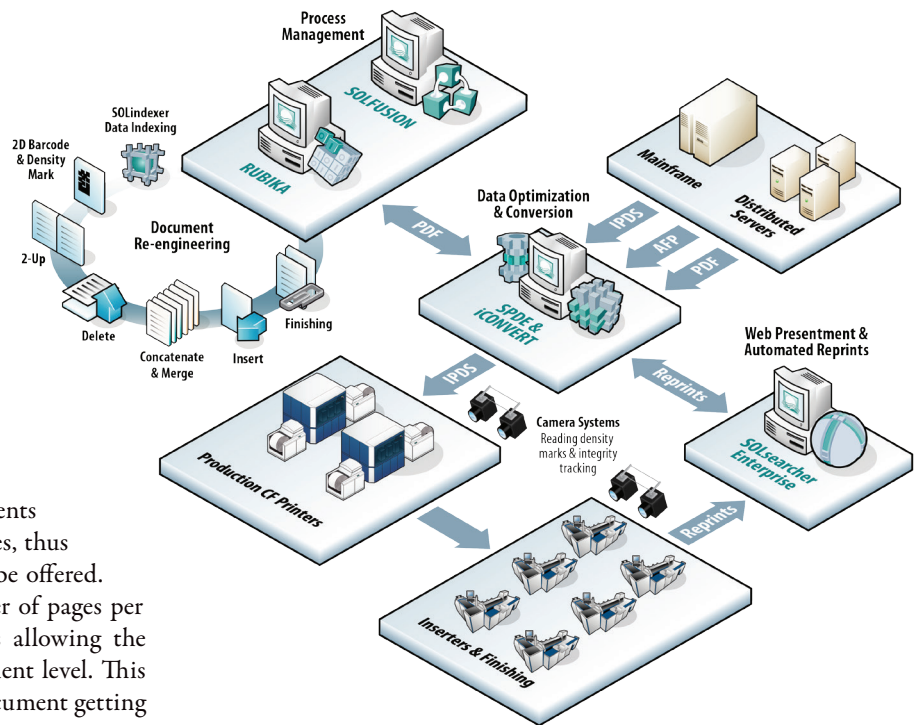 Process
Management
SOLFUSION
RUBIKA
SOLindexer
Data Indexing
2D Barcode
& Density
Mark
Document
Re-engineering
2-Up
Delete
Concatenate
& Merge
Insert
Finishing
PDF
Data Optimization
& Conversion
SPDE &
iCONVERT
Mainframe
Distributed
Servers
IPDS
AFP
PDF
IPDS
Web Presentment &
Automated Reprints
Reprints
SOLsearcher
Enterprise
Camera Systems
Reading density
marks & integrity
tracking
Production CF Printers
Reprints
Inserters & Finishing
ents
es, thus
be offered.
er of pages per
s allowing the
ent level. This
cument getting